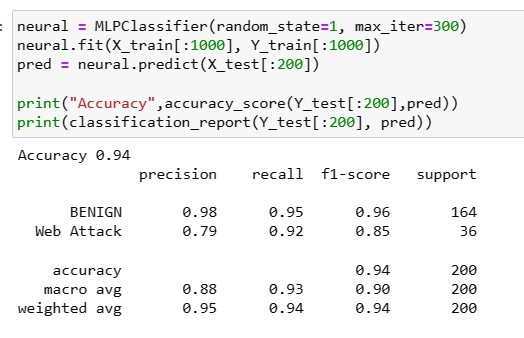 neural = MLPClassifier(random_state=1, max_iter=300)
neural.fit(X_train[:1000], Y_train[:1000])
pred = neural.predict(X_test[:200])
print("Accuracy",accuracy_score(Y_test[:200],pred))
print(classification_report(Y_test[:200], pred))
Accuracy 0.94
precision recall f1-score support
BENIGN 0.98 0.95 0.96 164
Web Attack 0.79 0.92 0.85 36
accuracy 0.94 200
macro avg 0.88 0.93 0.90 200
weighted avg 0.95 0.94 0.94 200